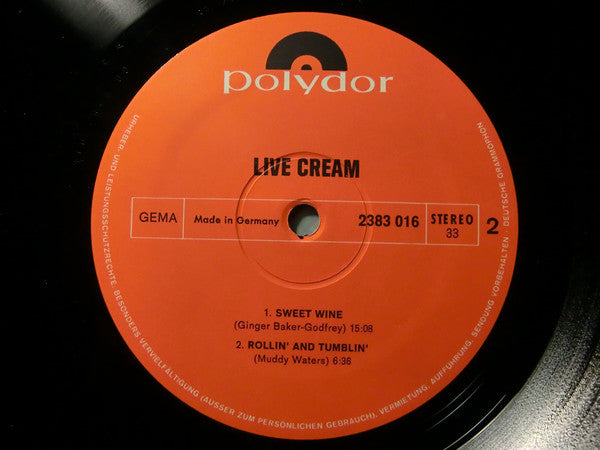 polydor
LIVE CREAM
GEMA
Made in Germany
2383 016
STEREO
33
2
1. SWEET WINE
(Ginger Baker-Godfrey) 15:08
2. ROLLIN' AND TUMBLIN'
(Muddy Waters) 6:36
URHEBER- UND LEISTUNGSSCHUTZRECHTE, BESONDERS VERVIELFÄLTIGUNG (AUSSER ZUM PERSÖNLICHEN GEBRAUCH), VERMIETUNG, AUFFÜHRUNG, SENDUNG VORBEHALTEN · DEUTSCHE GRAMMOPHON